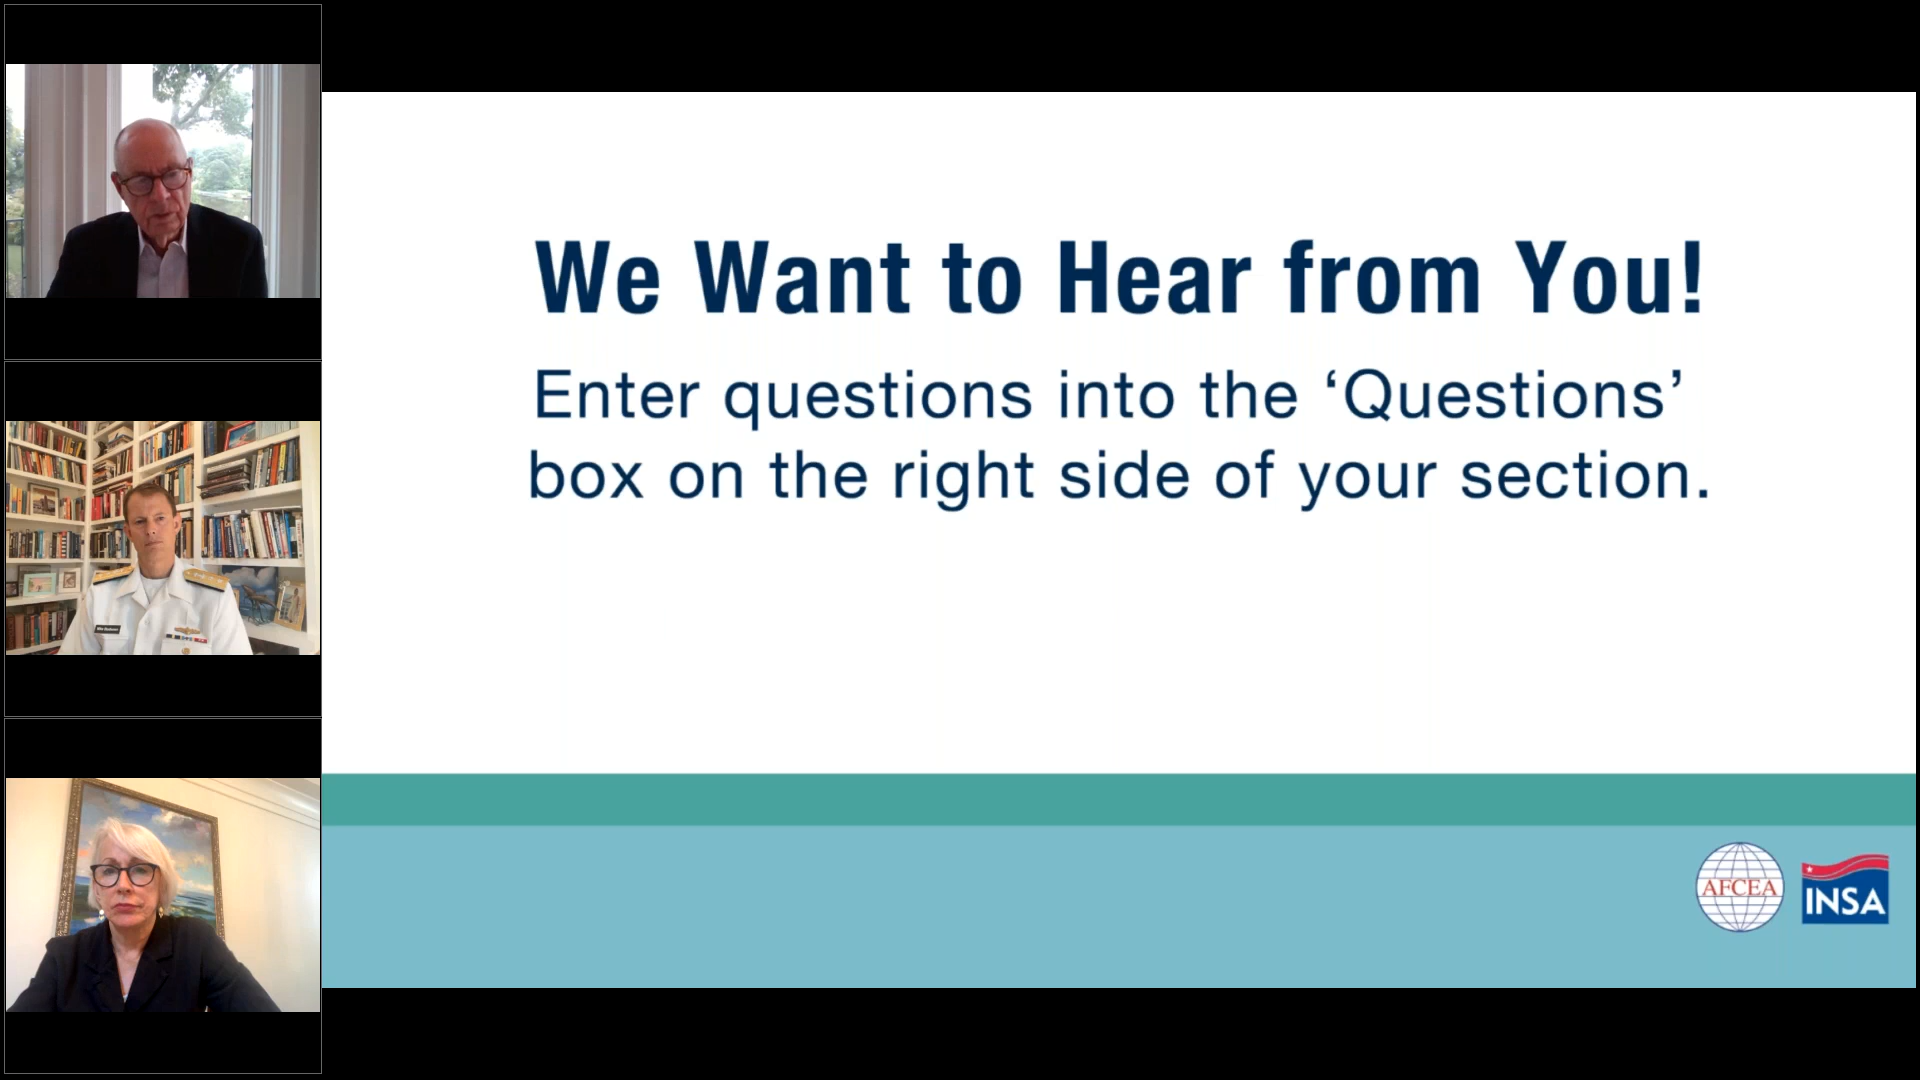 We Want to Hear from You!
Enter questions into the ‘Questions’
box on the right side of your section.
AFCEA
INSA